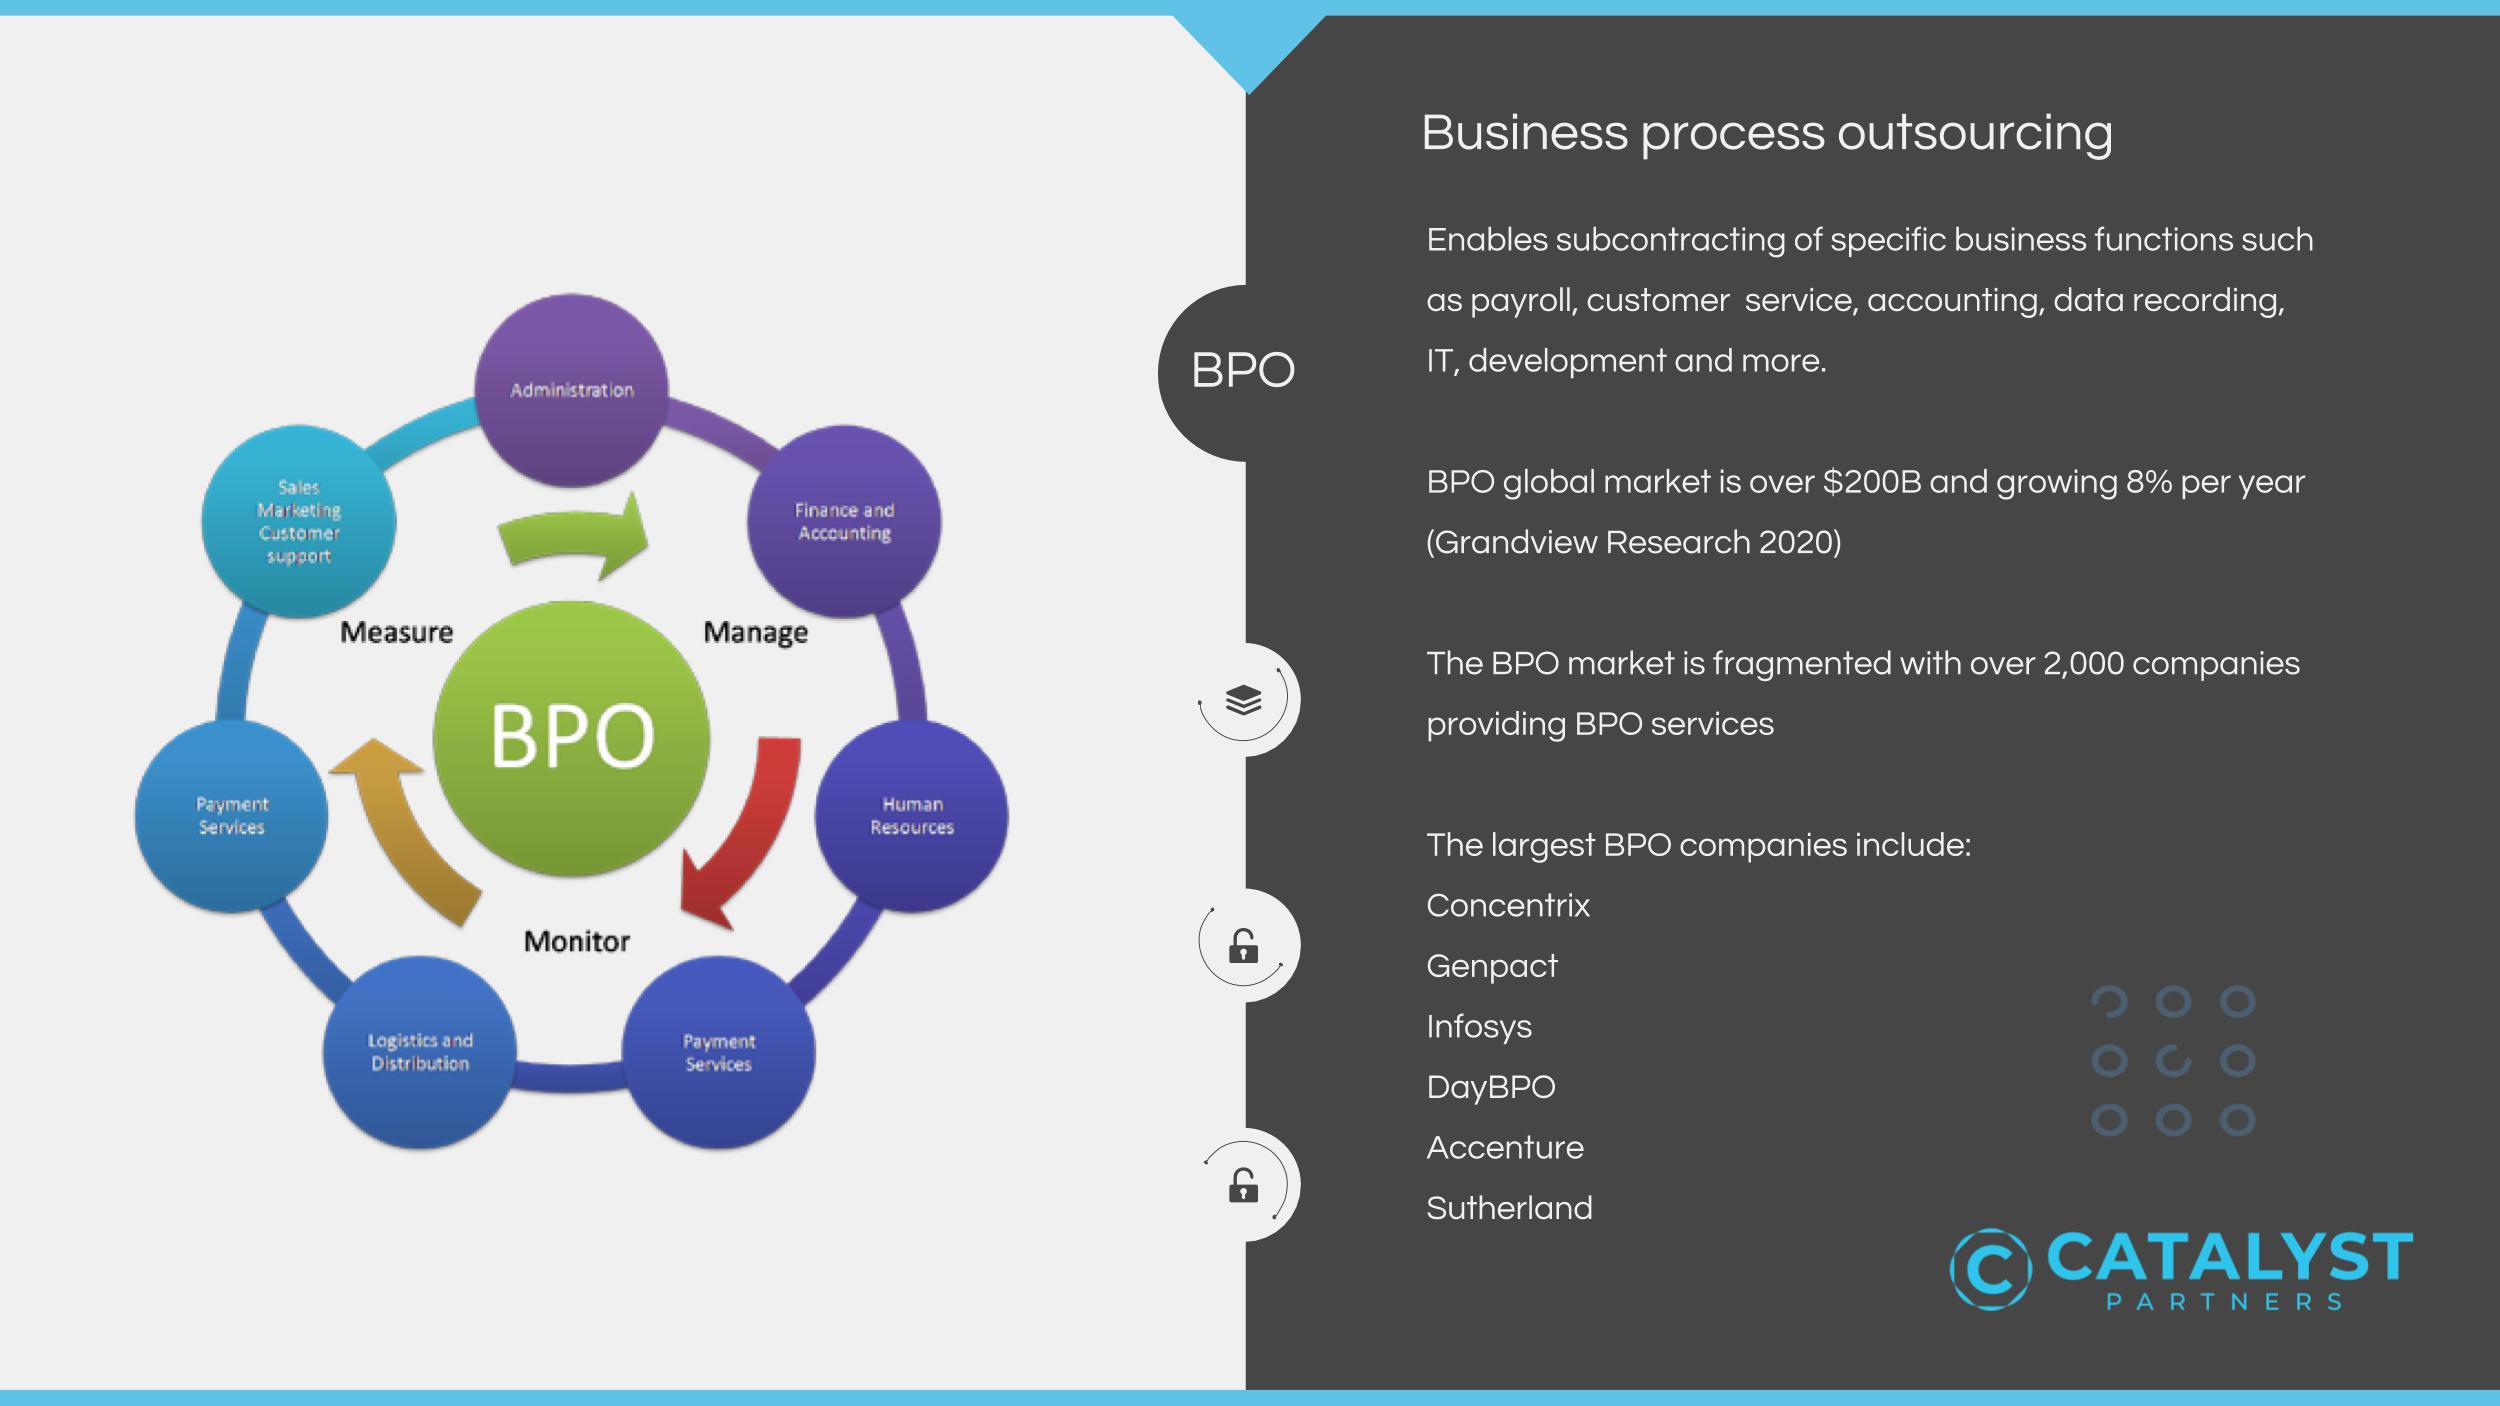 Administration
Sales
Marketing
Customer
support
Finance and
Accounting
Measure
Manage
BPO
Payment
Services
Human
Resources
Monitor
Logistics and
Distribution
Payment
Services
BPO
Business process outsourcing
Enables subcontracting of specific business functions such
as payroll, customer  service, accounting, data recording,
IT, development and more.
BPO global market is over $200B and growing 8% per year
(Grandview Research 2020)
The BPO market is fragmented with over 2,000 companies
providing BPO services
The largest BPO companies include:
Concentrix
Genpact
Infosys
DayBPO
Accenture
Sutherland
C CATALYST
PARTNERS